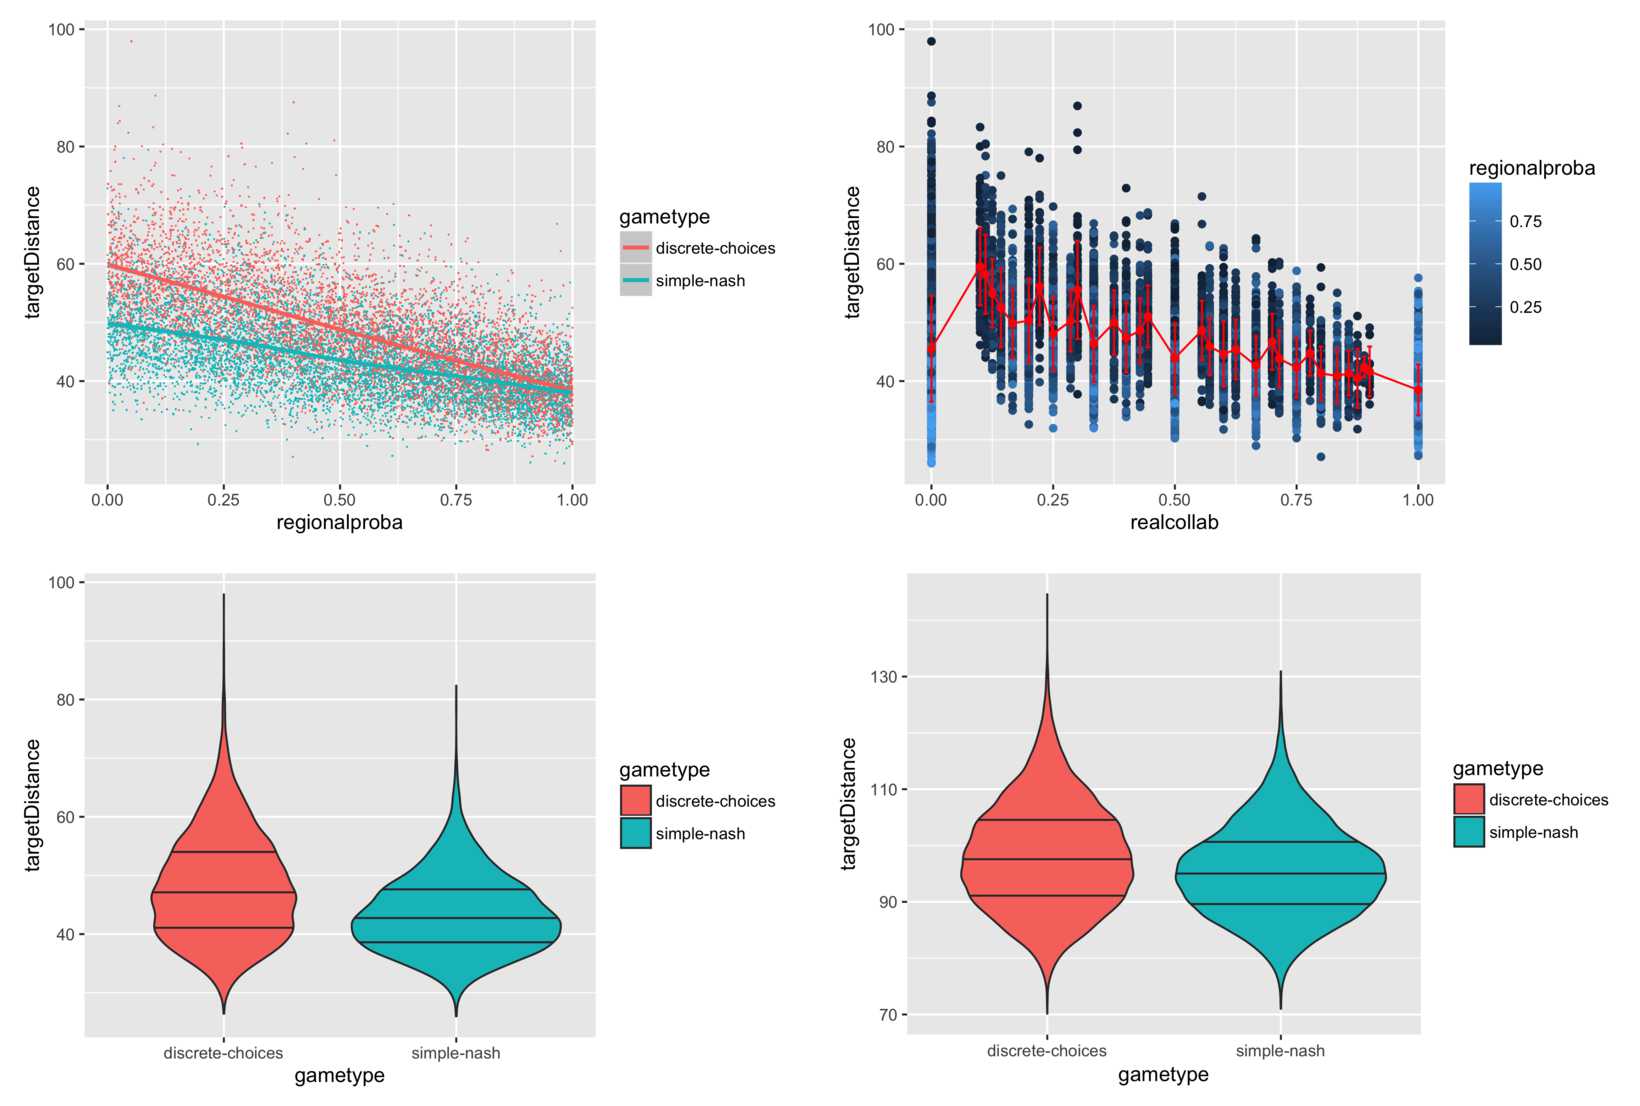 100
80
60
40
targetDistance
0.00 0.25 0.50 0.75 1.00
regionalproba
gametype
discrete-choices
simple-nash
100
80
60
40
targetDistance
0.00 0.25 0.50 0.75 1.00
realcollab
regionalproba
0.75
0.50
0.25
100
80
60
40
targetDistance
discrete-choices simple-nash
gametype
gametype
discrete-choices
simple-nash
130
110
90
70
targetDistance
discrete-choices simple-nash
gametype
gametype
discrete-choices
simple-nash